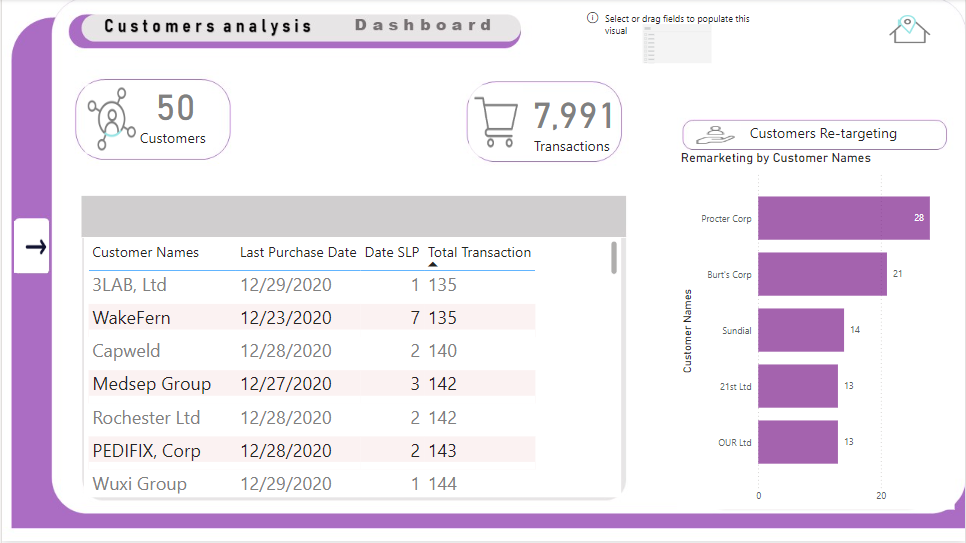 Customers analysis Dashboard
Select or drag fields to populate this
visual
50
Customers
7,991
Transactions
Customers Re-targeting
Remarketing by Customer Names
Customer Names Last Purchase Date Date SLP Total Transaction
3LAB, Ltd 12/29/2020 1 135
WakeFern 12/23/2020 7 135
Capweld 12/28/2020 2 140
Medsep Group 12/27/2020 3 142
Rochester Ltd 12/28/2020 2 142
PEDIFIX, Corp 12/28/2020 2 143
Wuxi Group 12/29/2020 1 144
Customer Names
Procter Corp 28
Burt's Corp 21
Sundial 14
21st Ltd 13
OUR Ltd 13
0 20